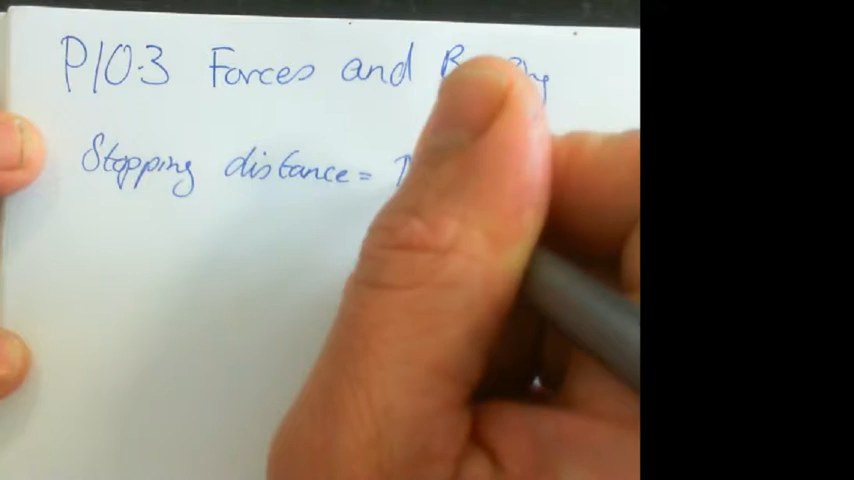 P10.3 Forces and
Stopping distance =